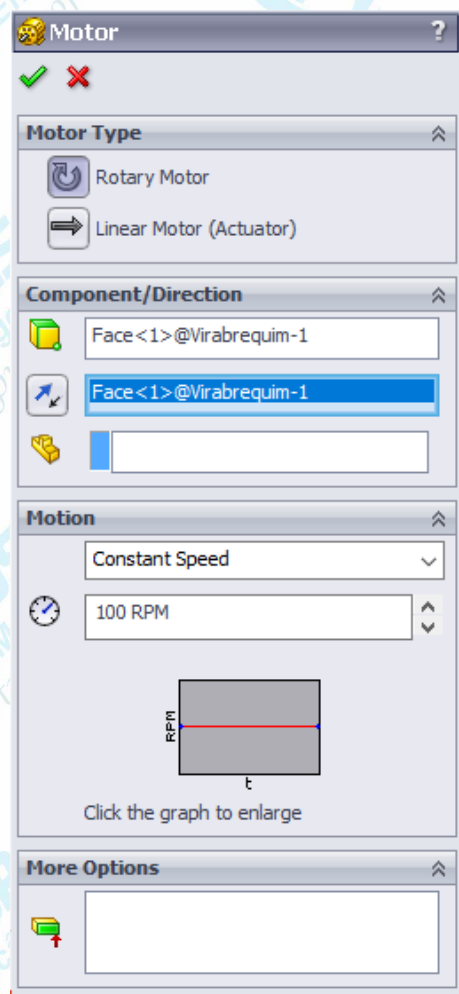 Motor ?
Motor Type
Rotary Motor
Linear Motor (Actuator)
Component/Direction
Face<1>@Virabrequim-1
Face<1>@Virabrequim-1
Motion
Constant Speed
100 RPM
RPM
t
Click the graph to enlarge
More Options